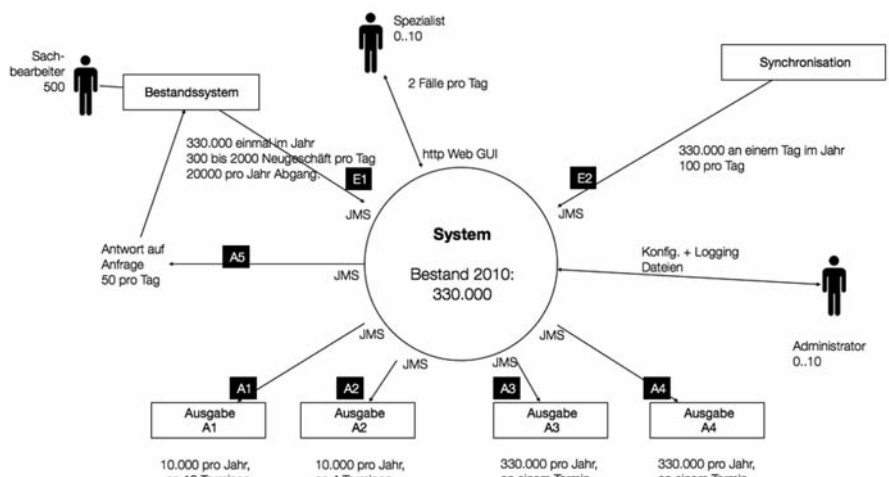 Spezialist
0..10
Sach-
bearbeiter
500
Bestandssystem
Synchronisation
2 Fälle pro Tag
330.000 einmal im Jahr
300 bis 2000 Neugeschäft pro Tag
20000 pro Jahr Abgang.
http Web GUI
330.000 an einem Tag im Jahr
100 pro Tag
E1
E2
JMS
JMS
System
Bestand 2010:
330.000
Antwort auf
Anfrage
50 pro Tag
A5
JMS
Konfig. + Logging
Dateien
Administrator
0..10
JMS
JMS
JMS
JMS
A1
A2
A3
A4
Ausgabe
A1
Ausgabe
A2
Ausgabe
A3
Ausgabe
A4
10.000 pro Jahr,
10.000 pro Jahr,
330.000 pro Jahr,
330.000 pro Jahr,